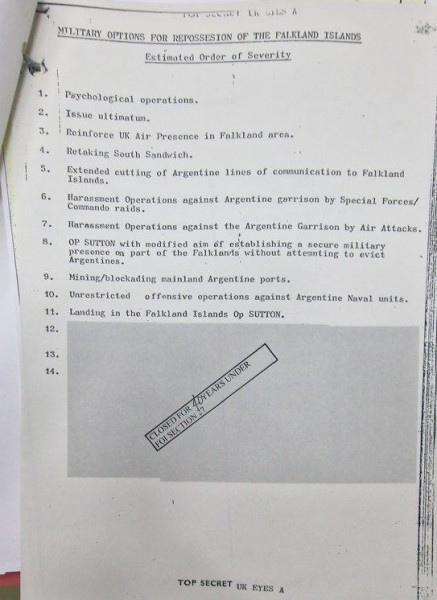 TOP SECRET UK EYES A
MILITARY OPTIONS FOR REPOSSESION OF THE FALKLAND ISLANDS
Estimated Order of Severity
1. Psychological operations.
2. Issue ultimatum.
3. Reinforce UK Air Presence in Falkland area.
4. Retaking South Sandwich.
5. Extended cutting of Argentine lines of communication to Falkland
Islands.
6. Harassment Operations against Argentine garrison by Special Forces/
Commando raids.
7. Harassment Operations against the Argentine Garrison by Air Attacks.
8. OP SUTTON with modified aim of establishing a secure military
presence on part of the Falklands without attempting to evict
Argentines.
9. Mining/blockading mainland Argentine ports.
10. Unrestricted offensive operations against Argentine Naval units.
11. Landing in the Falkland Islands Op SUTTON.
12.
13.
14.
CLOSED FOR YEARS UNDER
FOI SECTION
TOP SECRET UK EYES A